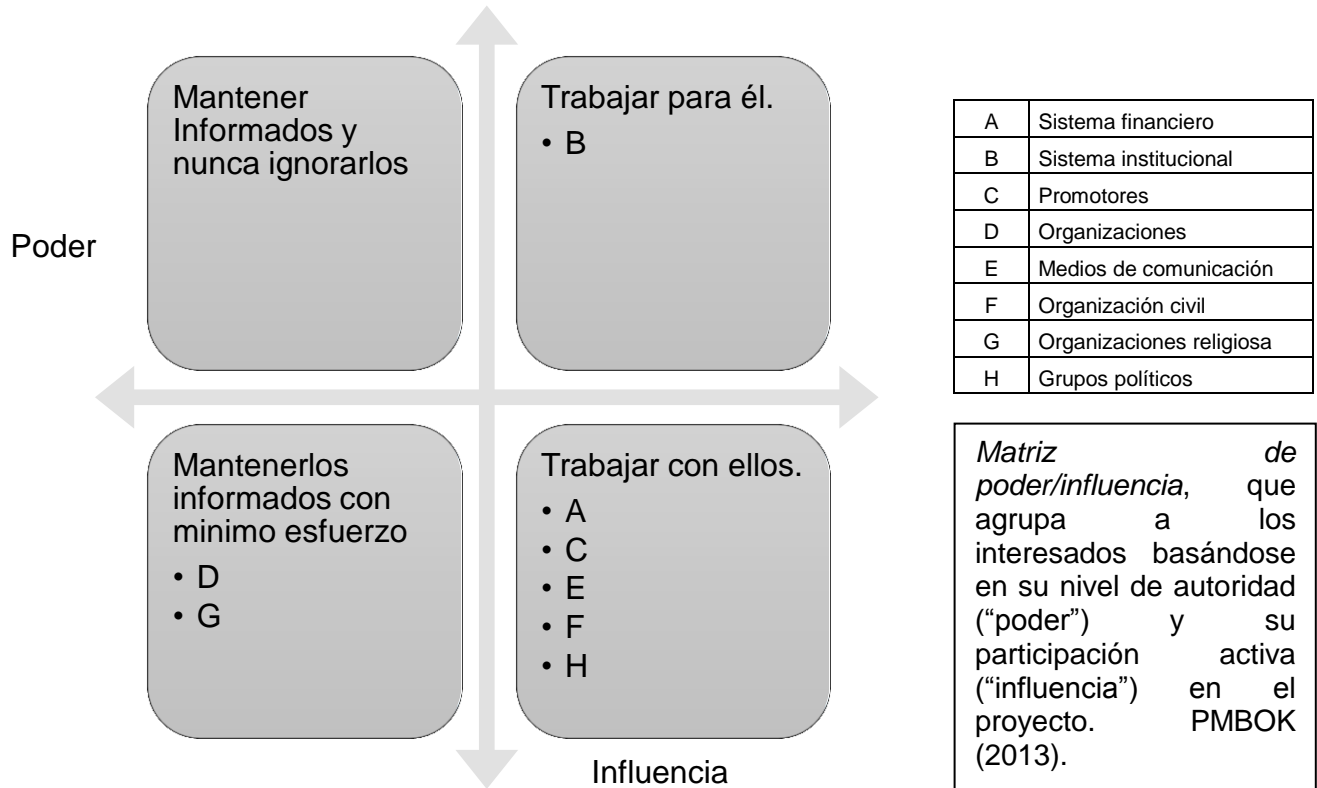 Poder
Mantener
Informados y
nunca ignorarlos
Trabajar para él.
• B
Mantenerlos
informados con
minimo esfuerzo
• D
• G
Trabajar con ellos.
• A
• C
• E
• F
• H
Influencia
A Sistema financiero
B Sistema institucional
C Promotores
D Organizaciones
E Medios de comunicación
F Organización civil
G Organizaciones religiosa
H Grupos políticos
Matriz de
poder/influencia, que
agrupa a los
interesados basándose
en su nivel de autoridad
(“poder”) y su
participación activa
(“influencia”) en el
proyecto. PMBOK
(2013).